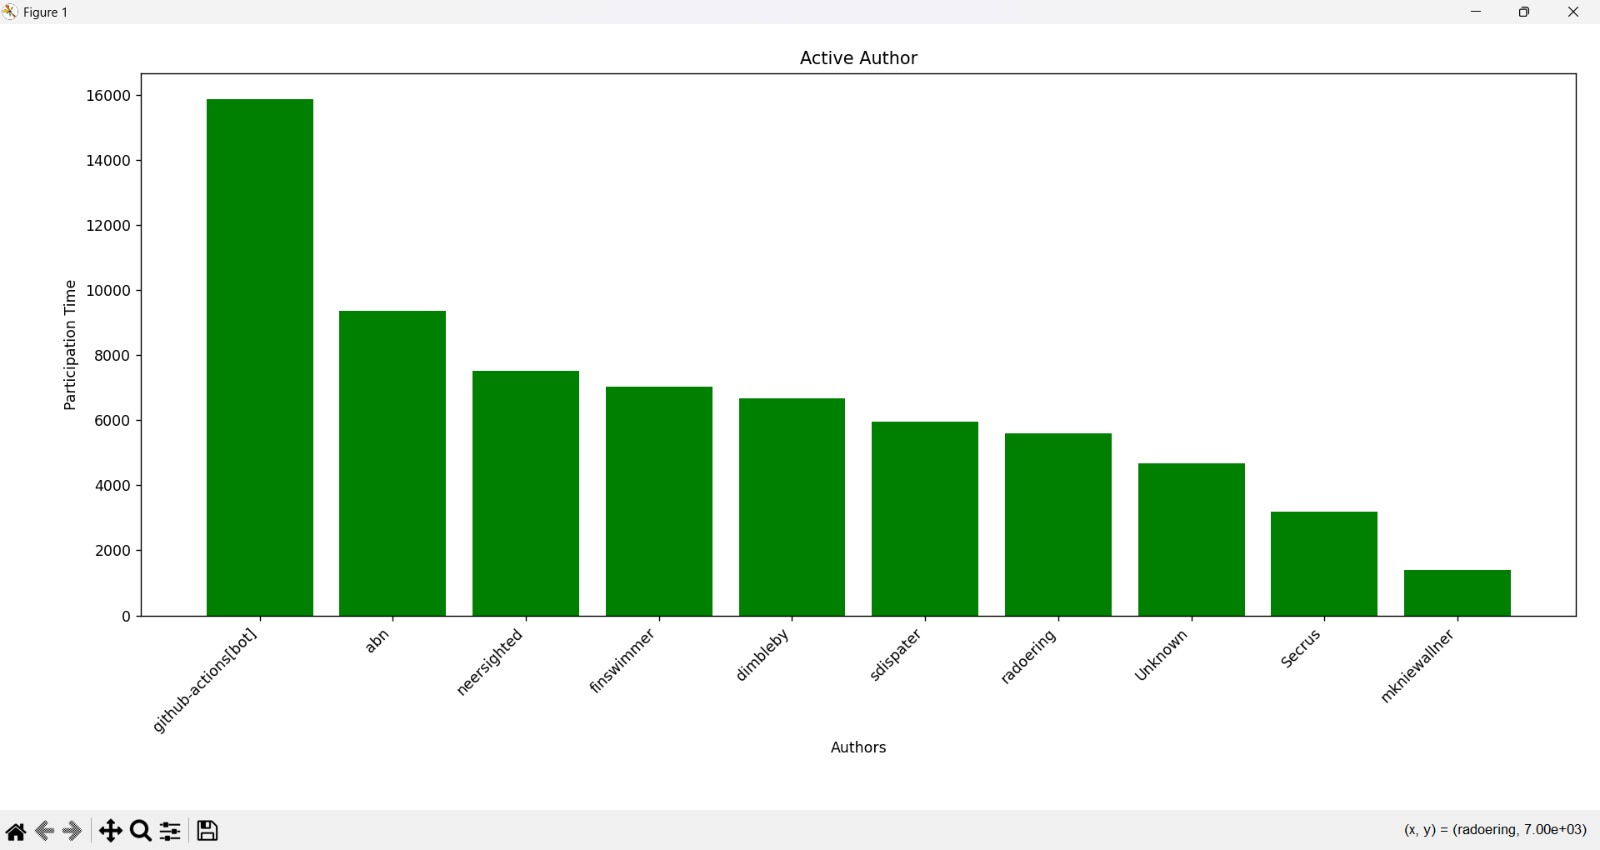 Figure 1
Active Author
16000
14000
12000
10000
8000
6000
4000
2000
0
Participation Time
github-actions[bot]
abn
neersighted
finswimmer
dimbleby
sdispater
radoering
Unknown
Secrus
mkniewallner
Authors
(x, y) = (radoering, 7.00e+03)